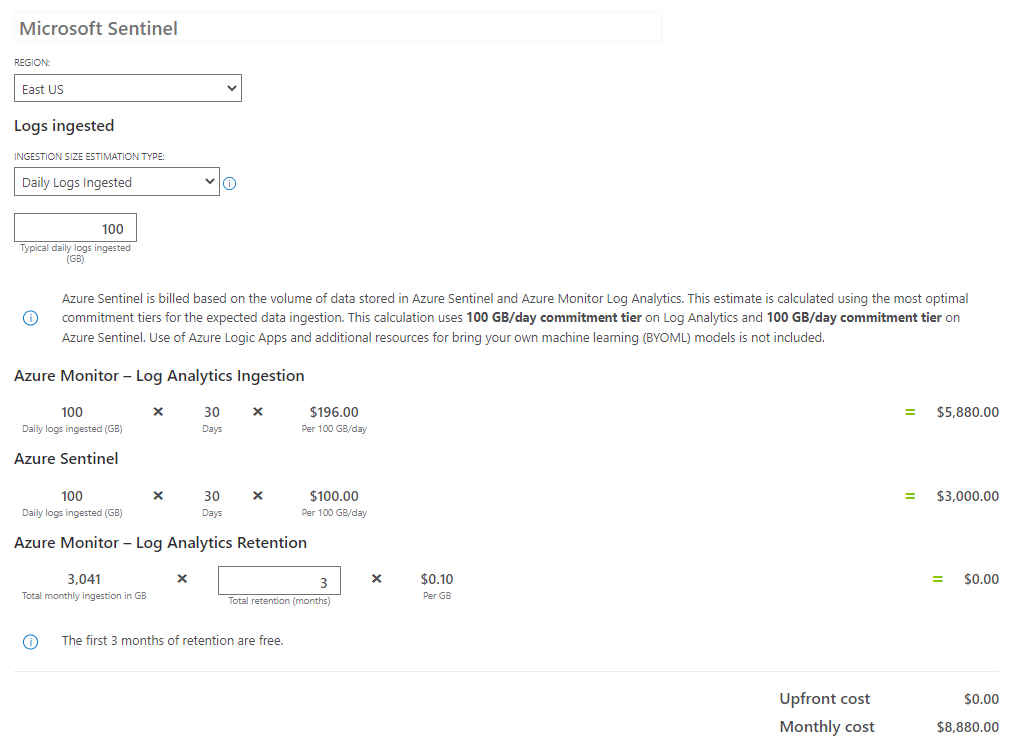 Microsoft Sentinel
REGION:
East US
Logs ingested
INGESTION SIZE ESTIMATION TYPE:
Daily Logs Ingested
100
Typical daily logs ingested
(GB)
Azure Sentinel is billed based on the volume of data stored in Azure Sentinel and Azure Monitor Log Analytics. This estimate is calculated using the most optimal
commitment tiers for the expected data ingestion. This calculation uses 100 GB/day commitment tier on Log Analytics and 100 GB/day commitment tier on
Azure Sentinel. Use of Azure Logic Apps and additional resources for bring your own machine learning (BYOML) models is not included.
Azure Monitor – Log Analytics Ingestion
100 × 30 × $196.00 = $5,880.00
Daily logs ingested (GB) Days Per 100 GB/day
Azure Sentinel
100 × 30 × $100.00 = $3,000.00
Daily logs ingested (GB) Days Per 100 GB/day
Azure Monitor – Log Analytics Retention
3,041 × 3 × $0.10 = $0.00
Total monthly ingestion in GB Total retention (months) Per GB
The first 3 months of retention are free.
Upfront cost $0.00
Monthly cost $8,880.00